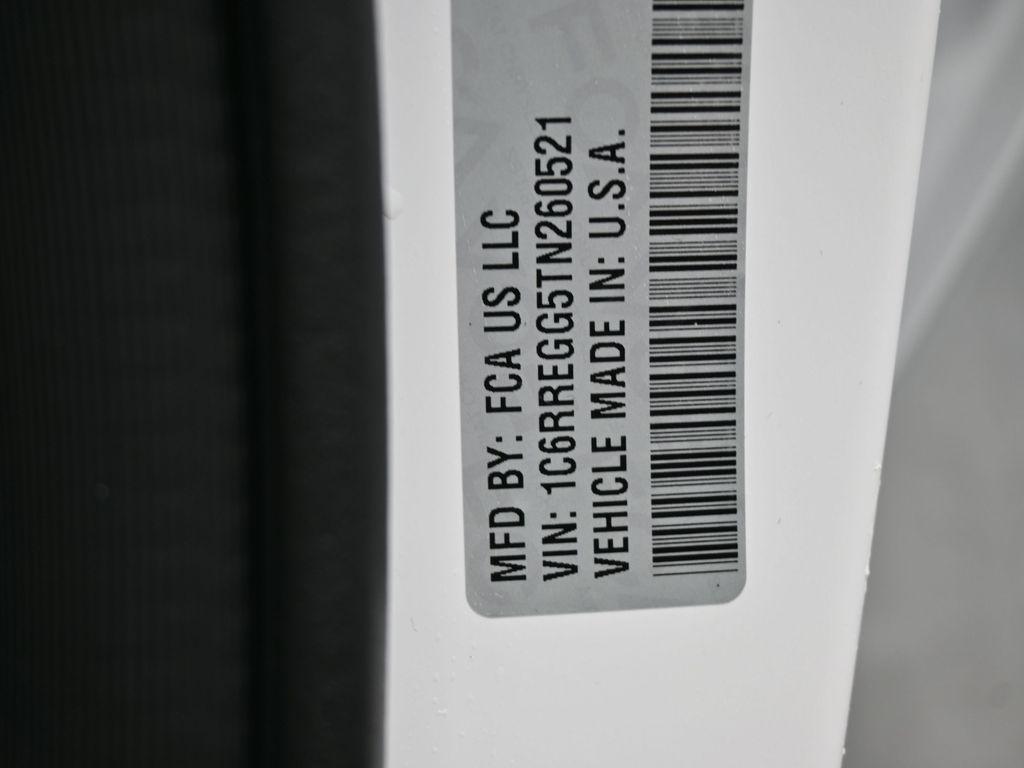 MFD BY: FCA US LLC
VIN: 1C6RREGG5TN260521
VEHICLE MADE IN: U.S.A.